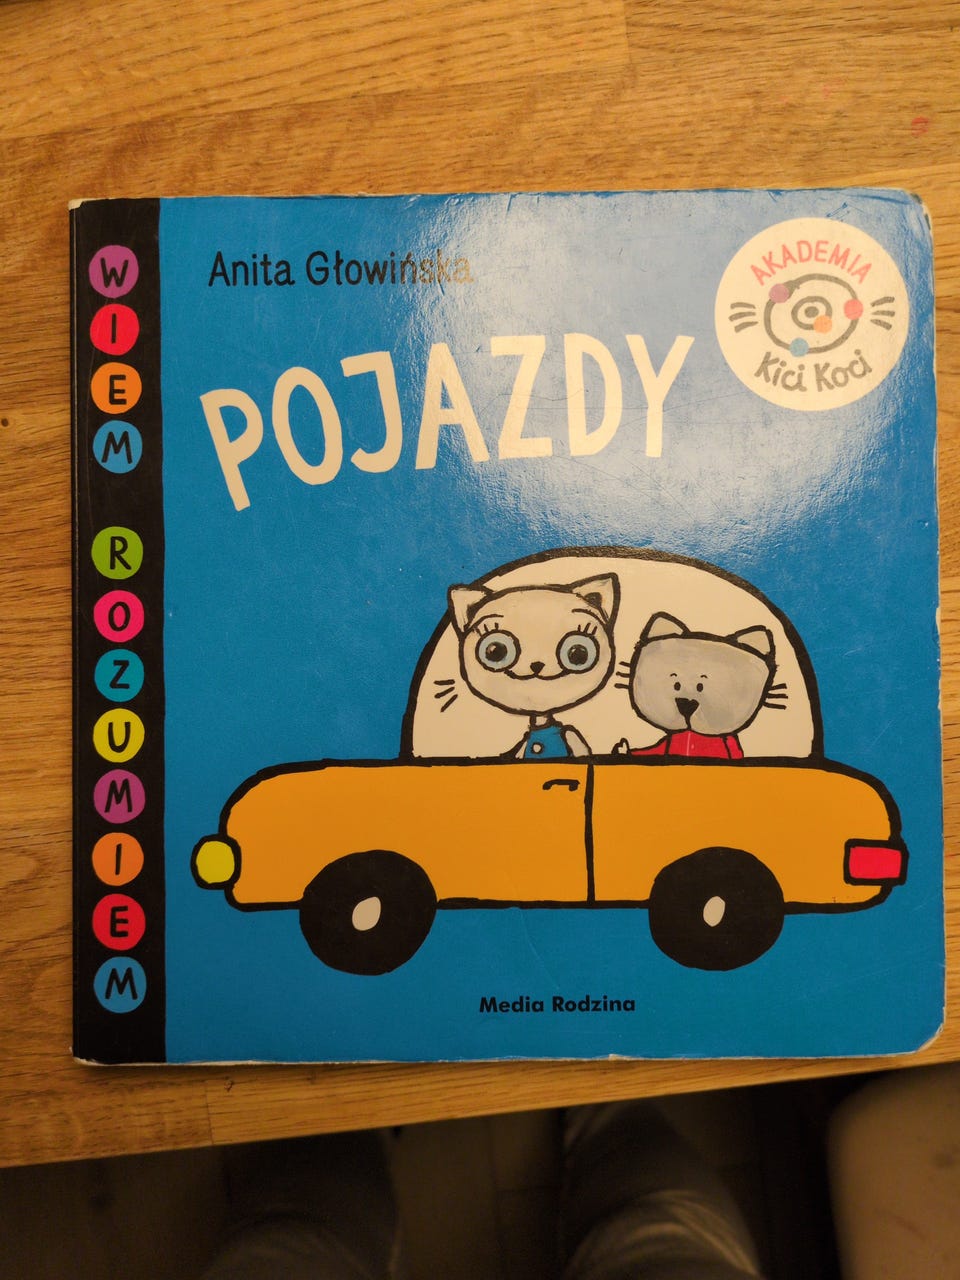 WIEM ROZUMIEM
Anita Głowińska
AKADEMIA
Kici Koci
POJAZDY
Media Rodzina